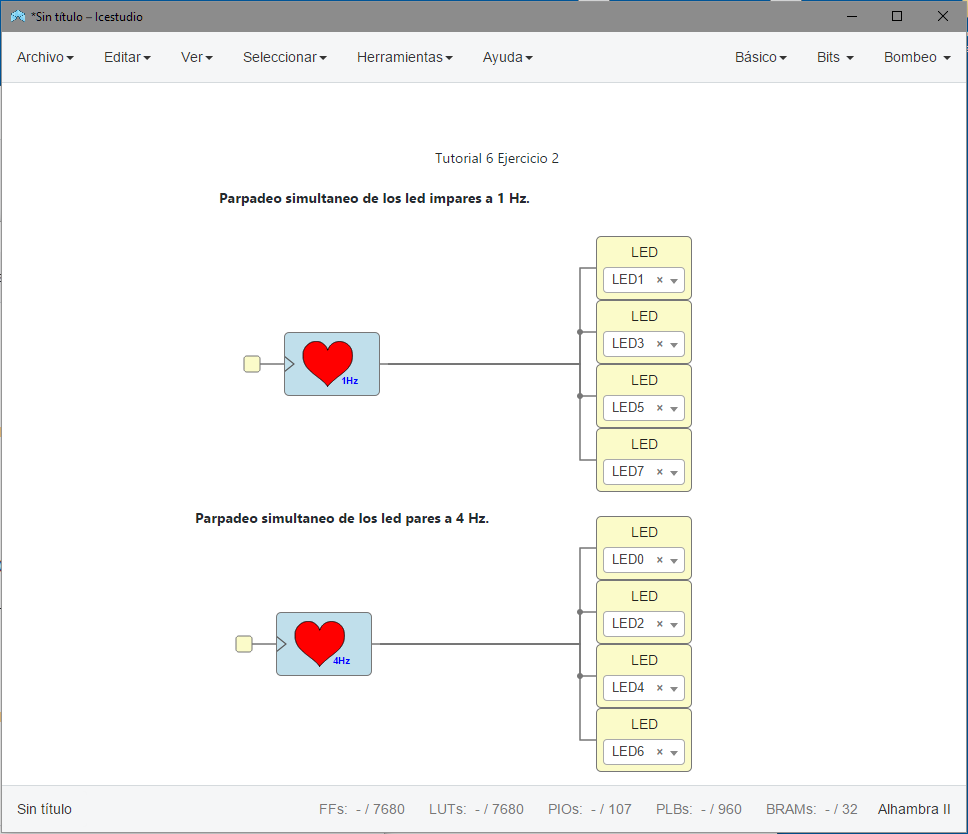 *Sin título – Icestudio
Archivo Editar Ver Seleccionar Herramientas Ayuda Básico Bits Bombeo
Tutorial 6 Ejercicio 2
Parpadeo simultaneo de los led impares a 1 Hz.
LED
LED1 ×
LED
LED3 ×
1Hz
LED
LED5 ×
LED
LED7 ×
Parpadeo simultaneo de los led pares a 4 Hz.
LED
LED0 ×
LED
LED2 ×
4Hz
LED
LED4 ×
LED
LED6 ×
Sin título FFs: - / 7680 LUTs: - / 7680 PIOs: - / 107 PLBs: - / 960 BRAMs: - / 32 Alhambra II